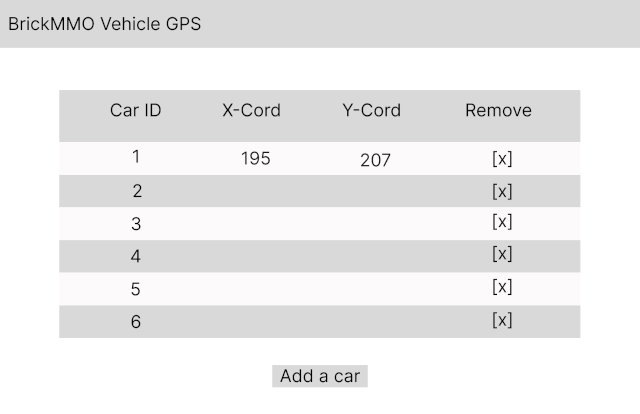 BrickMMO Vehicle GPS
Car ID X-Cord Y-Cord Remove
1 195 207 [x]
2 [x]
3 [x]
4 [x]
5 [x]
6 [x]
Add a car